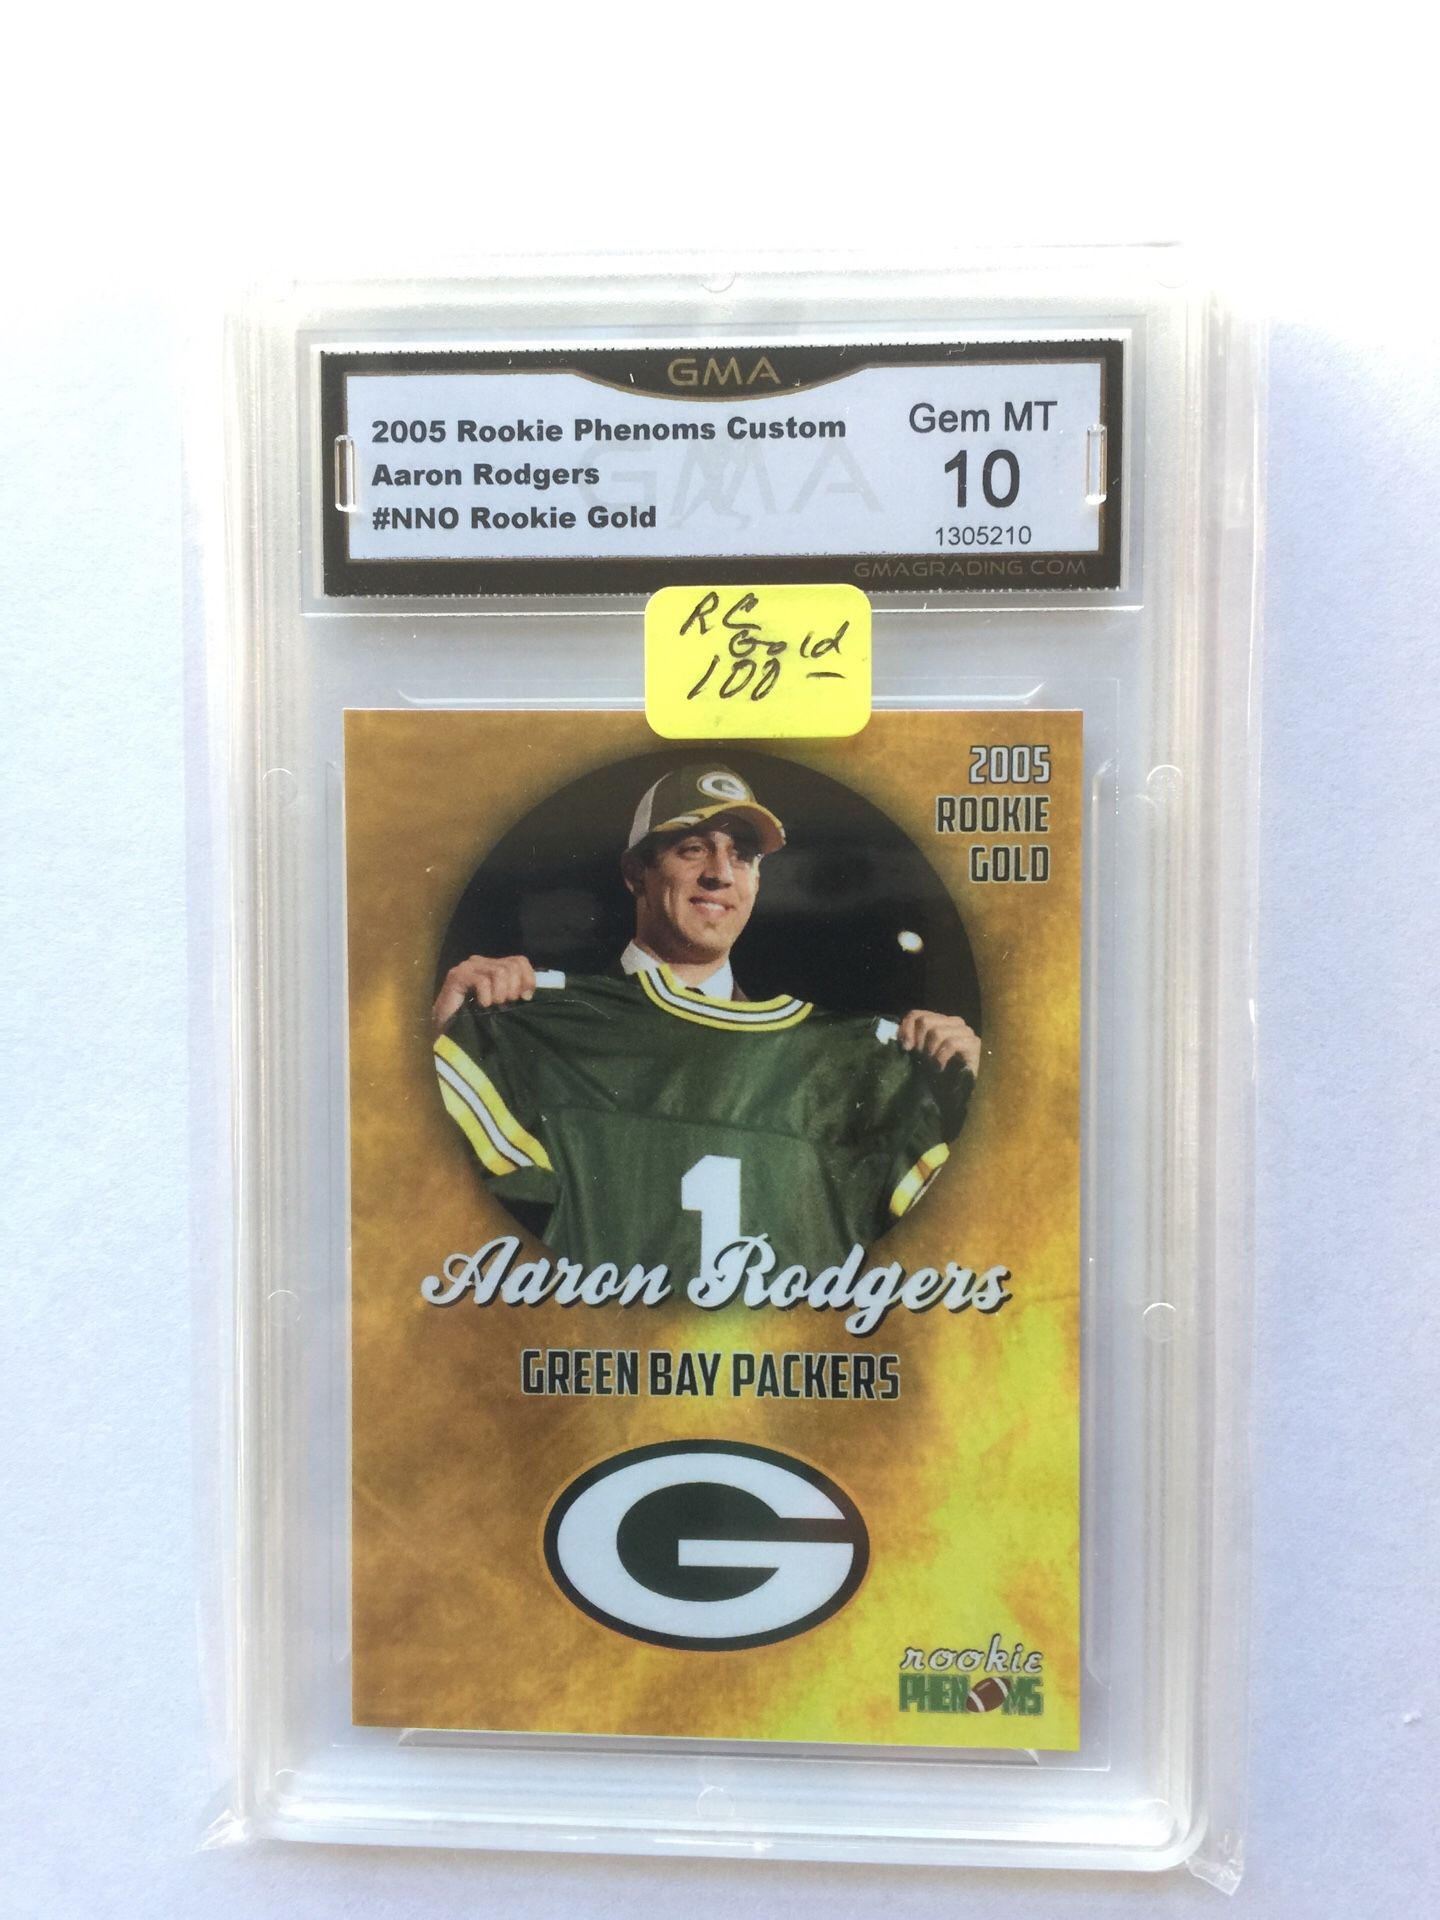 GMA
2005 Rookie Phenoms Custom
Aaron Rodgers
#NNO Rookie Gold
Gem MT
10
1305210
GMA
GMAGRADING.COM
RC
Gold
100 —
2005
ROOKIE
GOLD
G
1
Aaron Rodgers
GREEN BAY PACKERS
G
rookie
PHENOMS